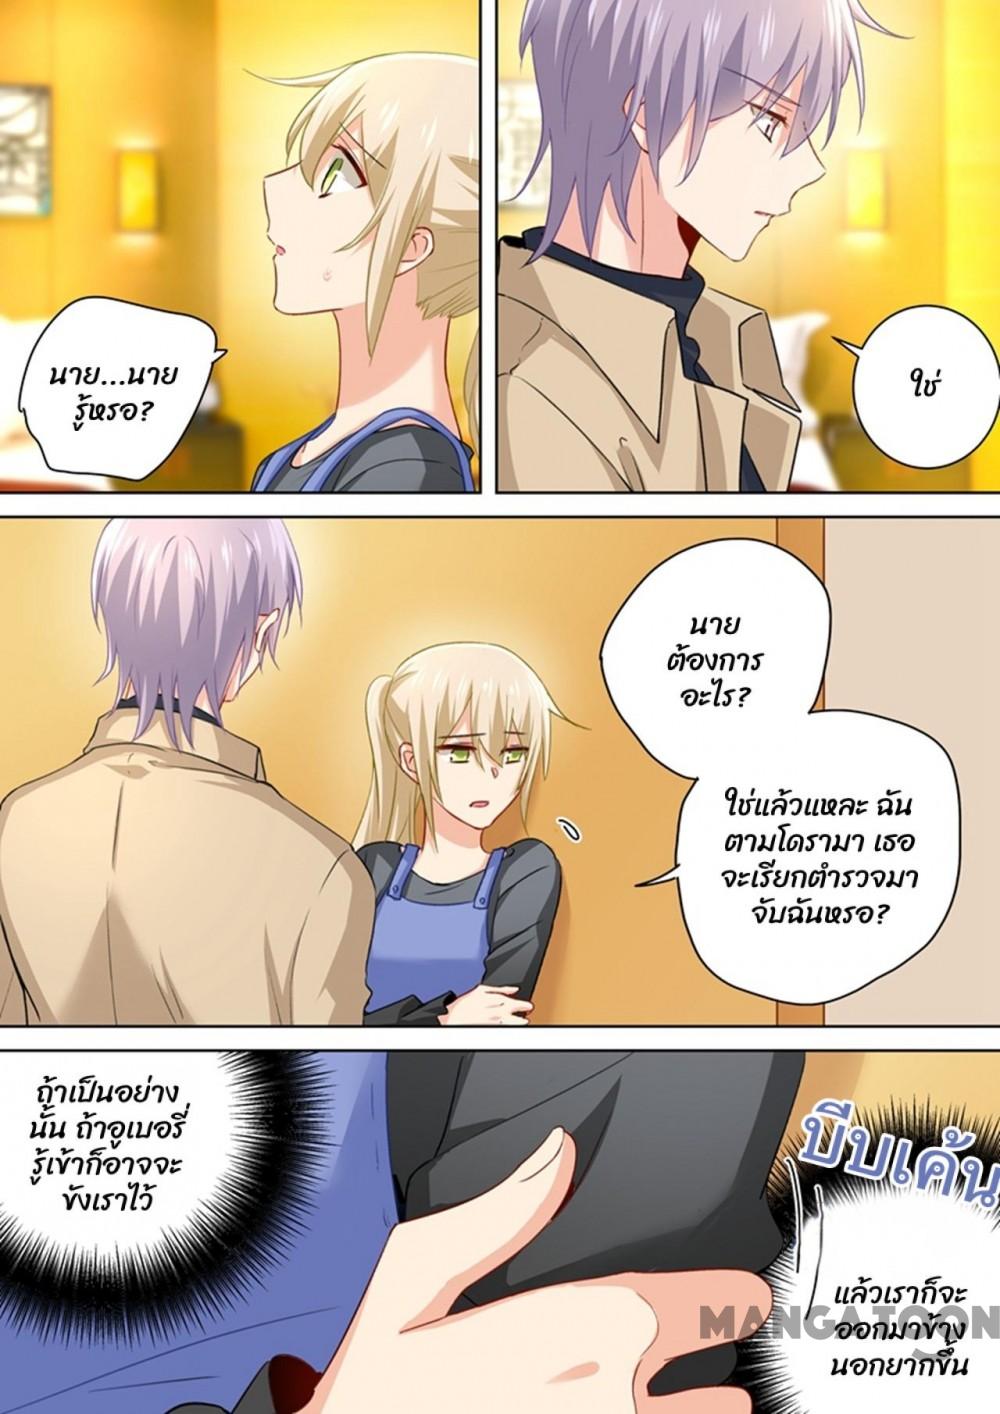 นาย...นาย
รู้หรอ?
ใช่
นาย
ต้องการ
อะไร?
ใช่แล้วแหละ ฉัน
ตามโดรามา เธอ
จะเรียกตำรวจมา
จับฉันหรอ?
ถ้าเป็นอย่าง
นั้น ถ้าอูเบอรี่
รู้เข้าก็อาจจะ
ขังเราไว้
บีบเค้น
แล้วเราก็จะ
ออกมาข้าง
นอกยากขึ้น
MANGATOON